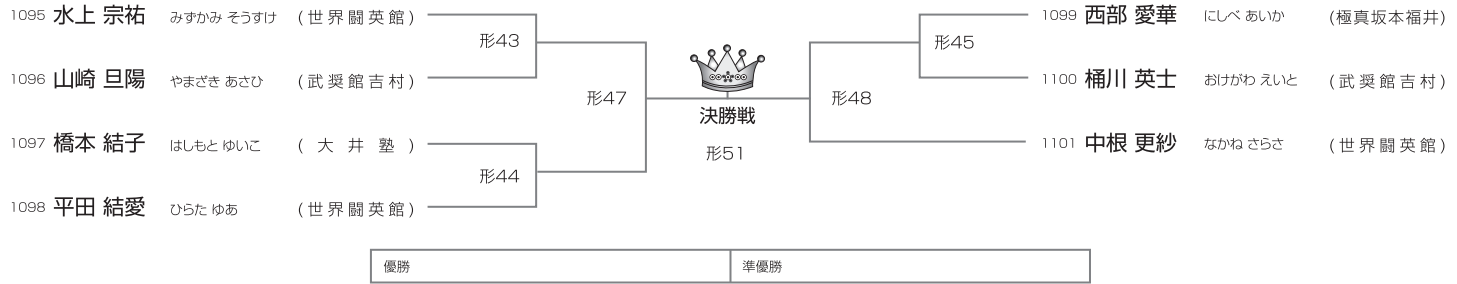 1095 水上 宗祐 みずかみ そうすけ (世界闘英館)
形43
1096 山崎 旦陽 やまざき あさひ (武奨館吉村)
形47
1097 橋本 結子 はしもと ゆいこ (大井塾)
形44
1098 平田 結愛 ひらた ゆあ (世界闘英館)
決勝戦
形51
1099 西部 愛華 にしべ あいか (極真坂本福井)
形45
1100 桶川 英士 おけがわ えいと (武奨館吉村)
形48
1101 中根 更紗 なかね さらさ (世界闘英館)
優勝 準優勝